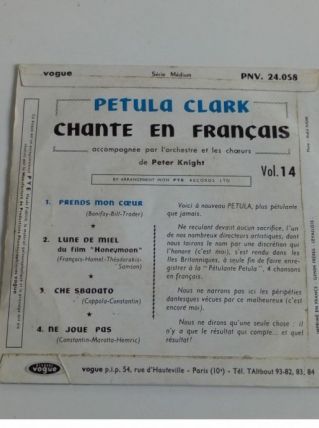 vogue
Série Médium
PNV. 24.058
PETULA CLARK
CHANTE EN FRANÇAIS
accompagnée par l'orchestre et les chœurs
de Peter Knight
BY ARRANGEMENT WITH PYE RECORDS LTD
Vol. 14
1. PRENDS MON CŒUR
(Bonifay-Bill-Trader)
2. LUNE DE MIEL
du film "Honeymoon"
(François-Hamel-Théodorakis-
Sanson)
3. CHE SBADATO
(Coppola-Constantin)
4. NE JOUE PAS
(Constantin-Marotta-Hemric)
Voici à nouveau PETULA, plus pétulante
que jamais.
Ne reculant devant aucun sacrifice, l'un
de nos nombreux directeurs artistiques, dont
nous tairons le nom par une discrétion qui
l'honore (c'est moi), s'est rendu dans les
Iles Britanniques, à seule fin de faire enre-
gistrer à la "Pétulante Petula", 4 chansons
en français.
Nous ne narrons pas ici les péripéties
dantesques vécues par ce malheureux (c'est
encore moi).
Nous ne dirons qu'une seule chose : il
n'y a que le résultat qui compte... et quel
résultat!
vogue
vogue p.i.p. 54, rue d'Hauteville - Paris (10e) - Tél. TAItbout 93-82, 83, 84